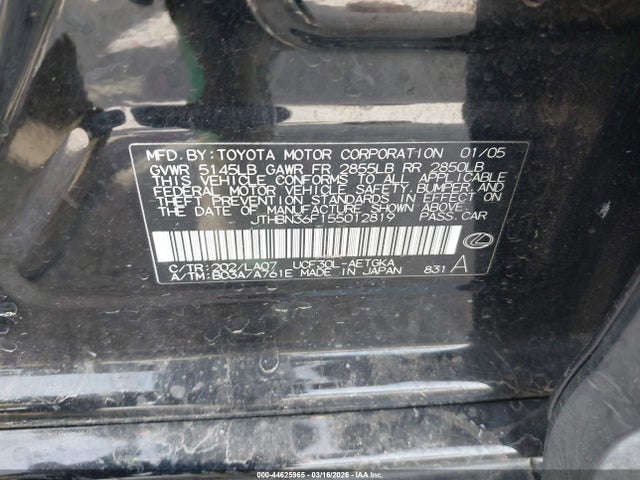 MFD. BY: TOYOTA MOTOR CORPORATION 01/05
GVWR 5145LB GAWR FR 2855LB RR 2850LB
THIS VEHICLE CONFORMS TO ALL APPLICABLE
FEDERAL MOTOR VEHICLE SAFETY, BUMPER, AND
THEFT PREVENTION STANDARDS IN EFFECT ON
THE DATE OF MANUFACTURE SHOWN ABOVE.
JTHBN36F155012819 PASS. CAR
C/TR: 202/LA07 UCF30L-AETGKA
A/TM: B03A/A761E MADE IN JAPAN 831 A
000-44625965 - 03/16/2026 - IAAI Copyright